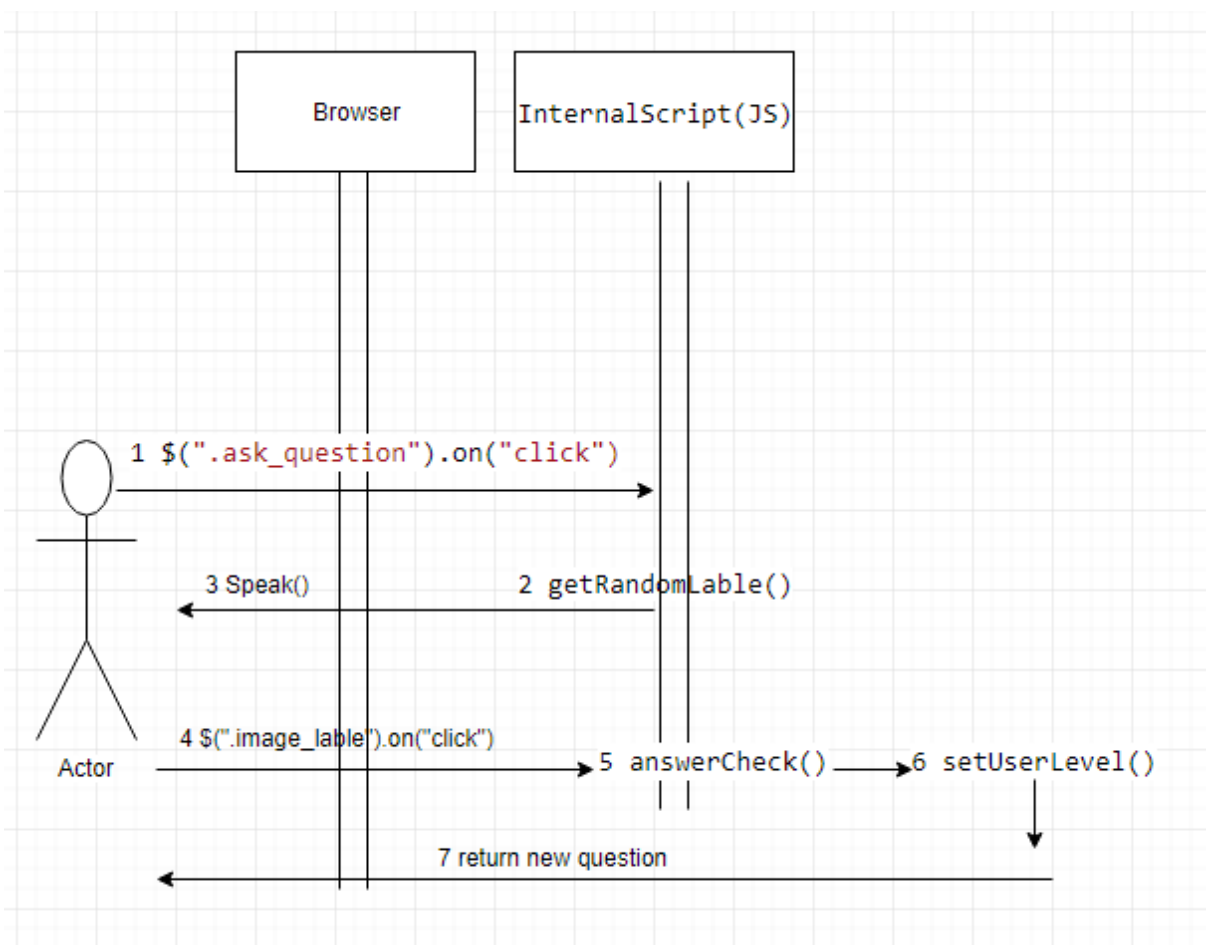 Browser
InternalScript(JS)
1 $(".ask_question").on("click")
3 Speak()
2 getRandomLable()
4 $(".image_lable").on("click")
5 answerCheck()
6 setUserLevel()
Actor
7 return new question